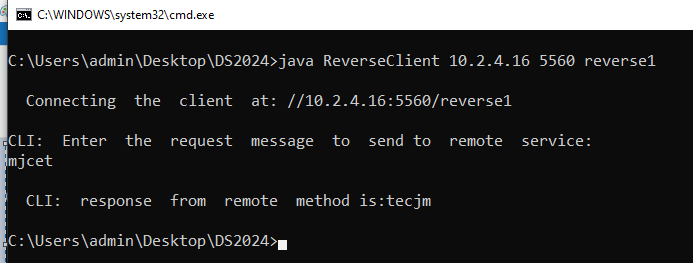 C:\WINDOWS\system32\cmd.exe
C:\Users\admin\Desktop\DS2024>java ReverseClient 10.2.4.16 5560 reverse1
Connecting the client at: //10.2.4.16:5560/reverse1
CLI: Enter the request message to send to remote service:
mjcet
CLI: response from remote method is:tecjm
C:\Users\admin\Desktop\DS2024>